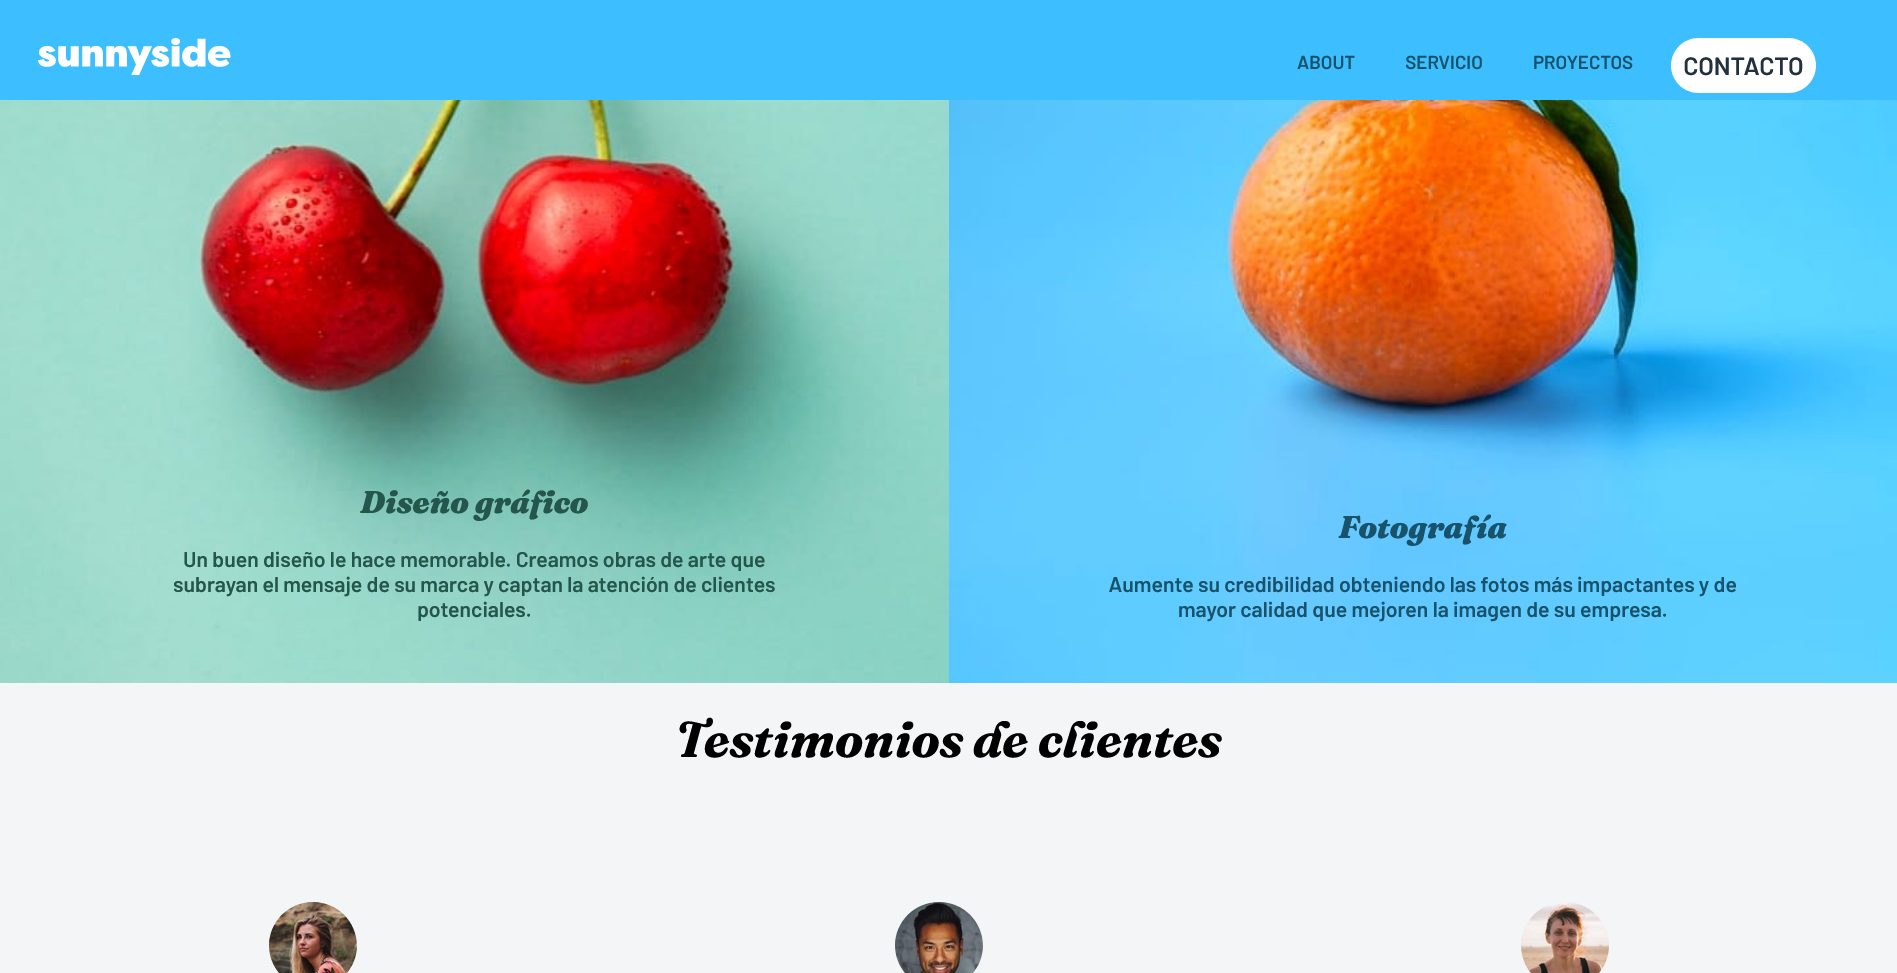 sunnyside
ABOUT
SERVICIO
PROYECTOS
CONTACTO
Diseño gráfico
Un buen diseño le hace memorable. Creamos obras de arte que
subrayan el mensaje de su marca y captan la atención de clientes
potenciales.
Fotografía
Aumente su credibilidad obteniendo las fotos más impactantes y de
mayor calidad que mejoren la imagen de su empresa.
Testimonios de clientes